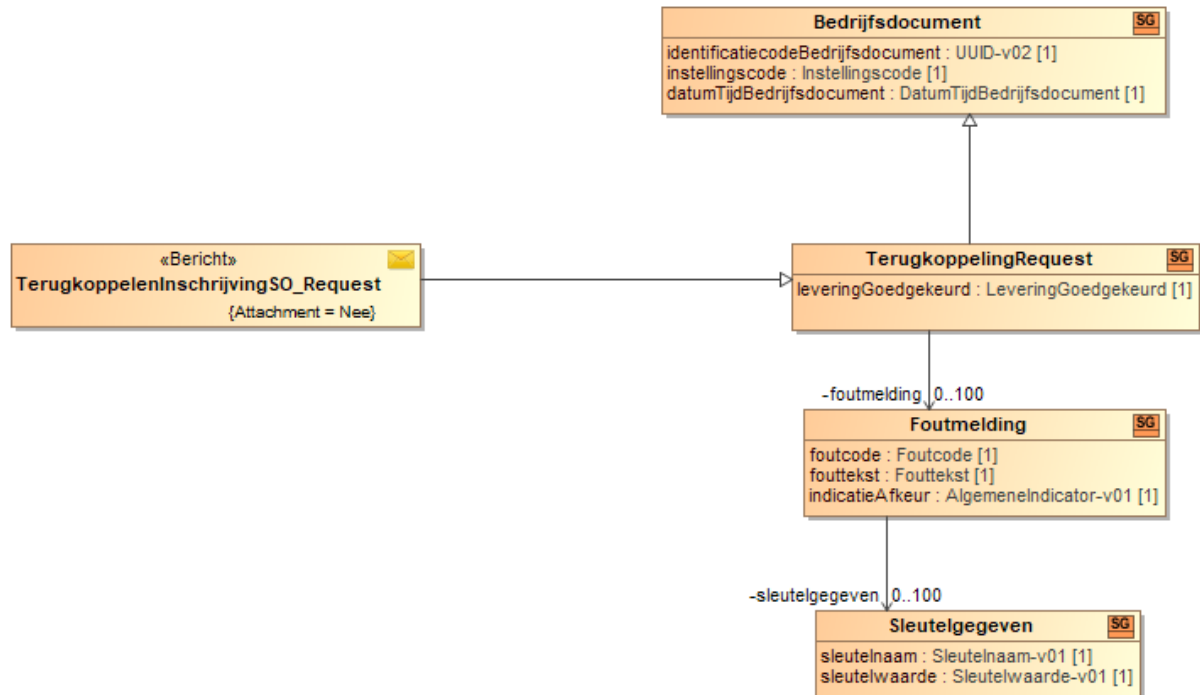 Bedrijfsdocument
SG
identificatiecodeBedrijfsdocument : UUID-v02 [1]
instellingscode : Instellingscode [1]
datumTijdBedrijfsdocument : DatumTijdBedrijfsdocument [1]
«Bericht»
TerugkoppelenInschrijvingSO_Request
{Attachment = Nee}
TerugkoppelingRequest
SG
leveringGoedgekeurd : LeveringGoedgekeurd [1]
-foutmelding 0..100
Foutmelding
SG
foutcode : Foutcode [1]
fouttekst : Fouttekst [1]
indicatieAfkeur : AlgemeneIndicator-v01 [1]
-sleutelgegeven 0..100
Sleutelgegeven
SG
sleutelnaam : Sleutelnaam-v01 [1]
sleutelwaarde : Sleutelwaarde-v01 [1]